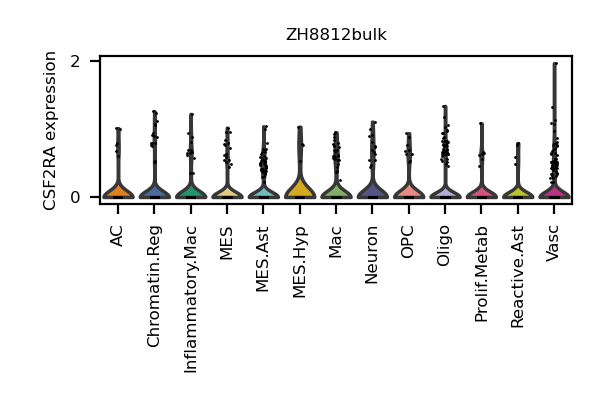 ZH8812bulk
CSF2RA expression
2
0
AC
Chromatin.Reg
Inflammatory.Mac
MES
MES.Ast
MES.Hyp
Mac
Neuron
OPC
Oligo
Prolif.Metab
Reactive.Ast
Vasc